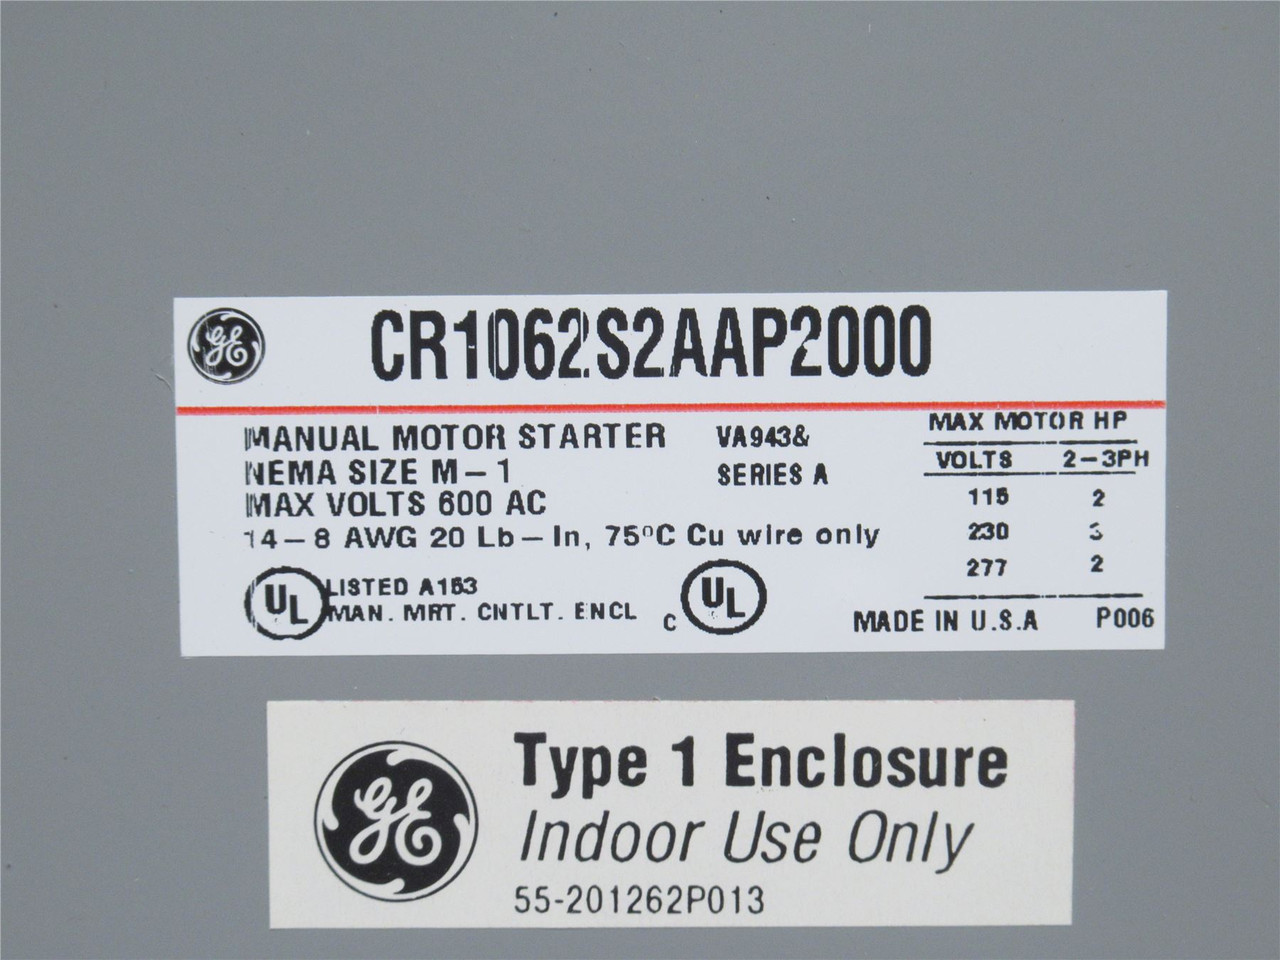 GE
CR1062S2AAP2000
MANUAL MOTOR STARTER VA943&
NEMA SIZE M-1 SERIES A
MAX VOLTS 600 AC
14-8 AWG 20 Lb-In, 75°C Cu wire only
MAX MOTOR HP
VOLTS 2-3PH
115 2
230 3
277 2
UL LISTED A153
MAN. MRT. CNTLT. ENCL
C UL
MADE IN U.S.A P006
GE
Type 1 Enclosure
Indoor Use Only
55-201262P013